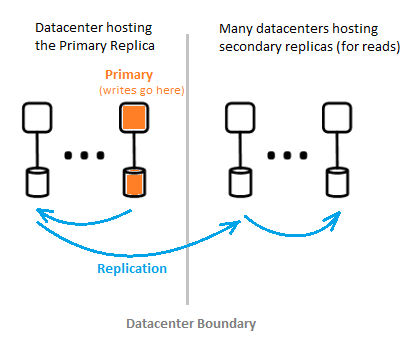 Datacenter hosting
the Primary Replica
Many datacenters hosting
secondary replicas (for reads)
Primary
(writes go here)
Replication
Datacenter Boundary